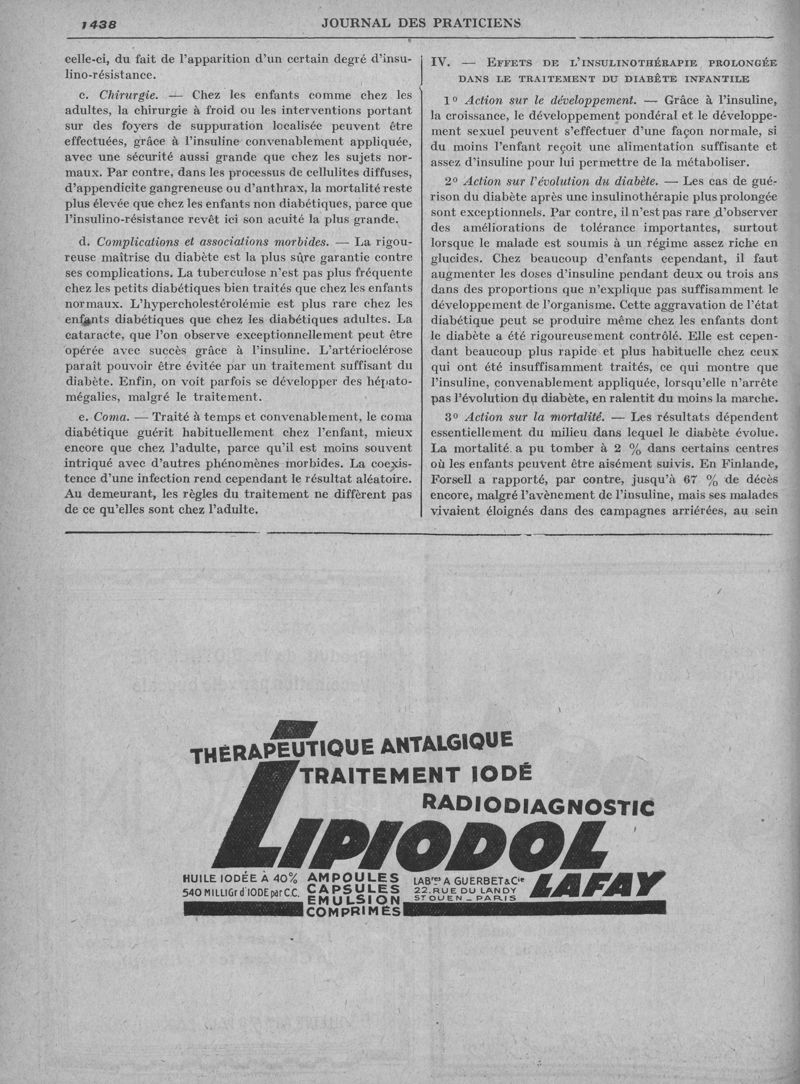 1438
JOURNAL DES PRATICIENS
celle-ci, du fait de l'apparition d'un certain degré d'insu-
lino-résistance.
c. Chirurgie. — Chez les enfants comme chez les
adultes, la chirurgie à froid ou les interventions portant
sur des foyers de suppuration localisée peuvent être
effectuées, grâce à l'insuline convenablement appliquée,
avec une sécurité aussi grande que chez les sujets nor-
maux. Par contre, dans les processus de cellulites diffuses,
d'appendicite gangreneuse ou d'anthrax, la mortalité reste
plus élevée que chez les enfants non diabétiques, parce que
l'insulino-résistance revêt ici son acuité la plus grande.
d. Complications et associations morbides. — La rigou-
reuse maîtrise du diabète est la plus sûre garantie contre
ses complications. La tuberculose n'est pas plus fréquente
chez les petits diabétiques bien traités que chez les enfants
normaux. L'hypercholestérolémie est plus rare chez les
enfants diabétiques que chez les diabétiques adultes. La
cataracte, que l'on observe exceptionnellement peut être
opérée avec succès grâce à l'insuline. L'artérioclérose
paraît pouvoir être évitée par un traitement suffisant du
diabète. Enfin, on voit parfois se développer des hépato-
mégalies, malgré le traitement.
e. Coma. — Traité à temps et convenablement, le coma
diabétique guérit habituellement chez l'enfant, mieux
encore que chez l'adulte, parce qu'il est moins souvent
intriqué avec d'autres phénomènes morbides. La coexis-
tence d'une infection rend cependant le résultat aléatoire.
Au demeurant, les règles du traitement ne diffèrent pas
de ce qu'elles sont chez l'adulte.
IV. — EFFETS DE L'INSULINOTHÉRAPIE PROLONGÉE
DANS LE TRAITEMENT DU DIABÈTE INFANTILE
1º Action sur le développement. — Grâce à l'insuline,
la croissance, le développement pondéral et le développe-
ment sexuel peuvent s'effectuer d'une façon normale, si
du moins l'enfant reçoit une alimentation suffisante et
assez d'insuline pour lui permettre de la métaboliser.
2º Action sur l'évolution du diabète. — Les cas de gué-
rison du diabète après une insulinothérapie plus prolongée
sont exceptionnels. Par contre, il n'est pas rare d'observer
des améliorations de tolérance importantes, surtout
lorsque le malade est soumis à un régime assez riche en
glucides. Chez beaucoup d'enfants cependant, il faut
augmenter les doses d'insuline pendant deux ou trois ans
dans des proportions que n'explique pas suffisamment le
développement de l'organisme. Cette aggravation de l'état
diabétique peut se produire même chez les enfants dont
le diabète a été rigoureusement contrôlé. Elle est cepen-
dant beaucoup plus rapide et plus habituelle chez ceux
qui ont été insuffisamment traités, ce qui montre que
l'insuline, convenablement appliquée, lorsqu'elle n'arrête
pas l'évolution du diabète, en ralentit du moins la marche.
3º Action sur la mortalité. — Les résultats dépendent
essentiellement du milieu dans lequel le diabète évolue.
La mortalité a pu tomber à 2 % dans certains centres
où les enfants peuvent être aisément suivis. En Finlande,
Forsell a rapporté, par contre, jusqu'à 67 % de décès
encore, malgré l'avènement de l'insuline, mais ses malades
vivaient éloignés dans des campagnes arriérées, au sein
THÉRAPEUTIQUE ANTALGIQUE
TRAITEMENT IODÉ
RADIODIAGNOSTIC
LIPIODOL
LAFAY
HUILE IODÉE À 40%
540 MILLIGr d'IODE par C.C.
AMPOULES
CAPSULES
EMULSION
COMPRIMÉS
LABres A GUERBET & Cie
22. RUE DU LANDY
ST OUEN _ PARIS